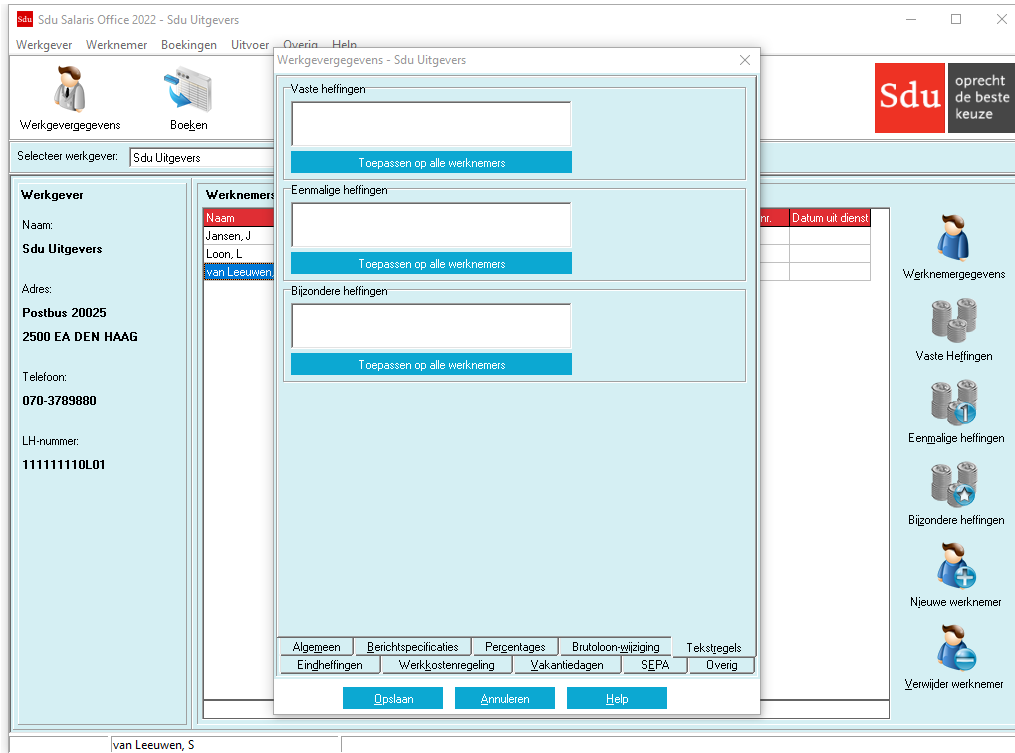 Sdu Sdu Salaris Office 2022 - Sdu Uitgevers
Werkgever Werknemer Boekingen Uitvoer Overig Help
Werkgevergegevens Boeken
Sdu
oprecht
de beste
keuze
Selecteer werkgever: Sdu Uitgevers
Werkgever
Naam:
Sdu Uitgevers
Adres:
Postbus 20025
2500 EA DEN HAAG
Telefoon:
070-3789880
LH-nummer:
111111110L01
Werknemers
Naam nr. Datum uit dienst
Jansen, J
Loon, L
van Leeuwen,
Werkgevergegevens - Sdu Uitgevers
Vaste heffingen
Toepassen op alle werknemers
Eenmalige heffingen
Toepassen op alle werknemers
Bijzondere heffingen
Toepassen op alle werknemers
Algemeen Berichtspecificaties Percentages Brutoloon-wijziging Tekstregels
Eindheffingen Werkkostenregeling Vakantiedagen SEPA Overig
Opslaan Annuleren Help
Werknemergegevens
Vaste Heffingen
1
Eenmalige heffingen
Bijzondere heffingen
Nieuwe werknemer
Verwijder werknemer
van Leeuwen, S